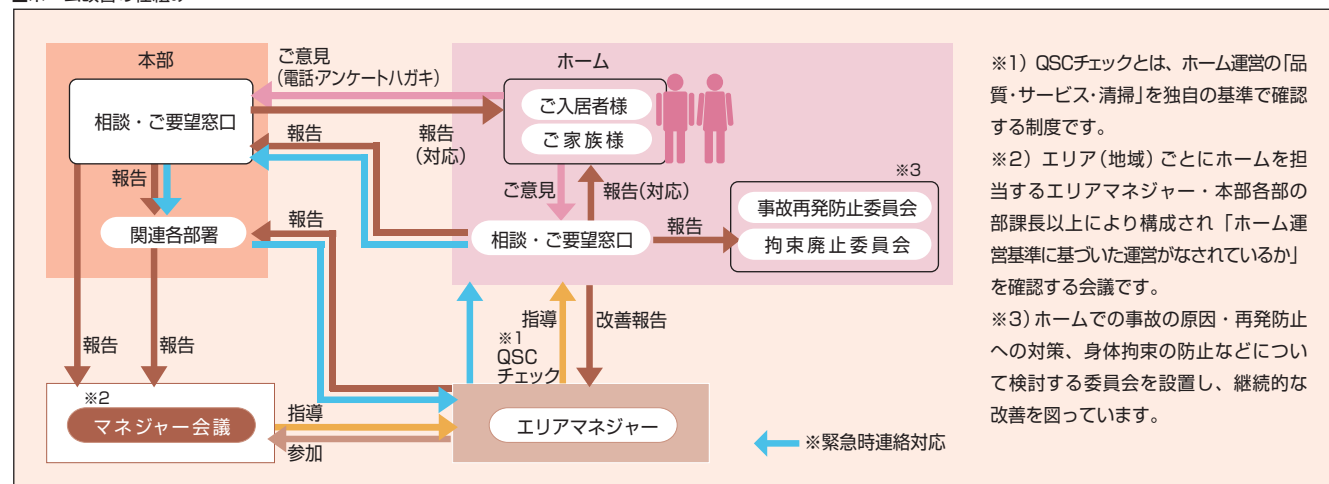 本部
相談・ご要望窓口
ご意見
(電話・アンケートハガキ)
報告
報告
(対応)
報告
関連各部署
報告
報告
報告
ホーム
ご入居者様
ご家族様
ご意見
報告(対応)
相談・ご要望窓口
報告
※3
事故再発防止委員会
拘束廃止委員会
※1
QSC
チェック
指導
改善報告
※2
マネジャー会議
指導
参加
エリアマネジャー
※緊急時連絡対応
※1) QSCチェックとは、ホーム運営の「品
質・サービス・清掃」を独自の基準で確認
する制度です。
※2) エリア(地域)ごとにホームを担
当するエリアマネジャー・本部各部の
部課長以上により構成され「ホーム運
営基準に基づいた運営がなされているか」
を確認する会議です。
※3)ホームでの事故の原因・再発防止
への対策、身体拘束の防止などについ
て検討する委員会を設置し、継続的な
改善を図っています。